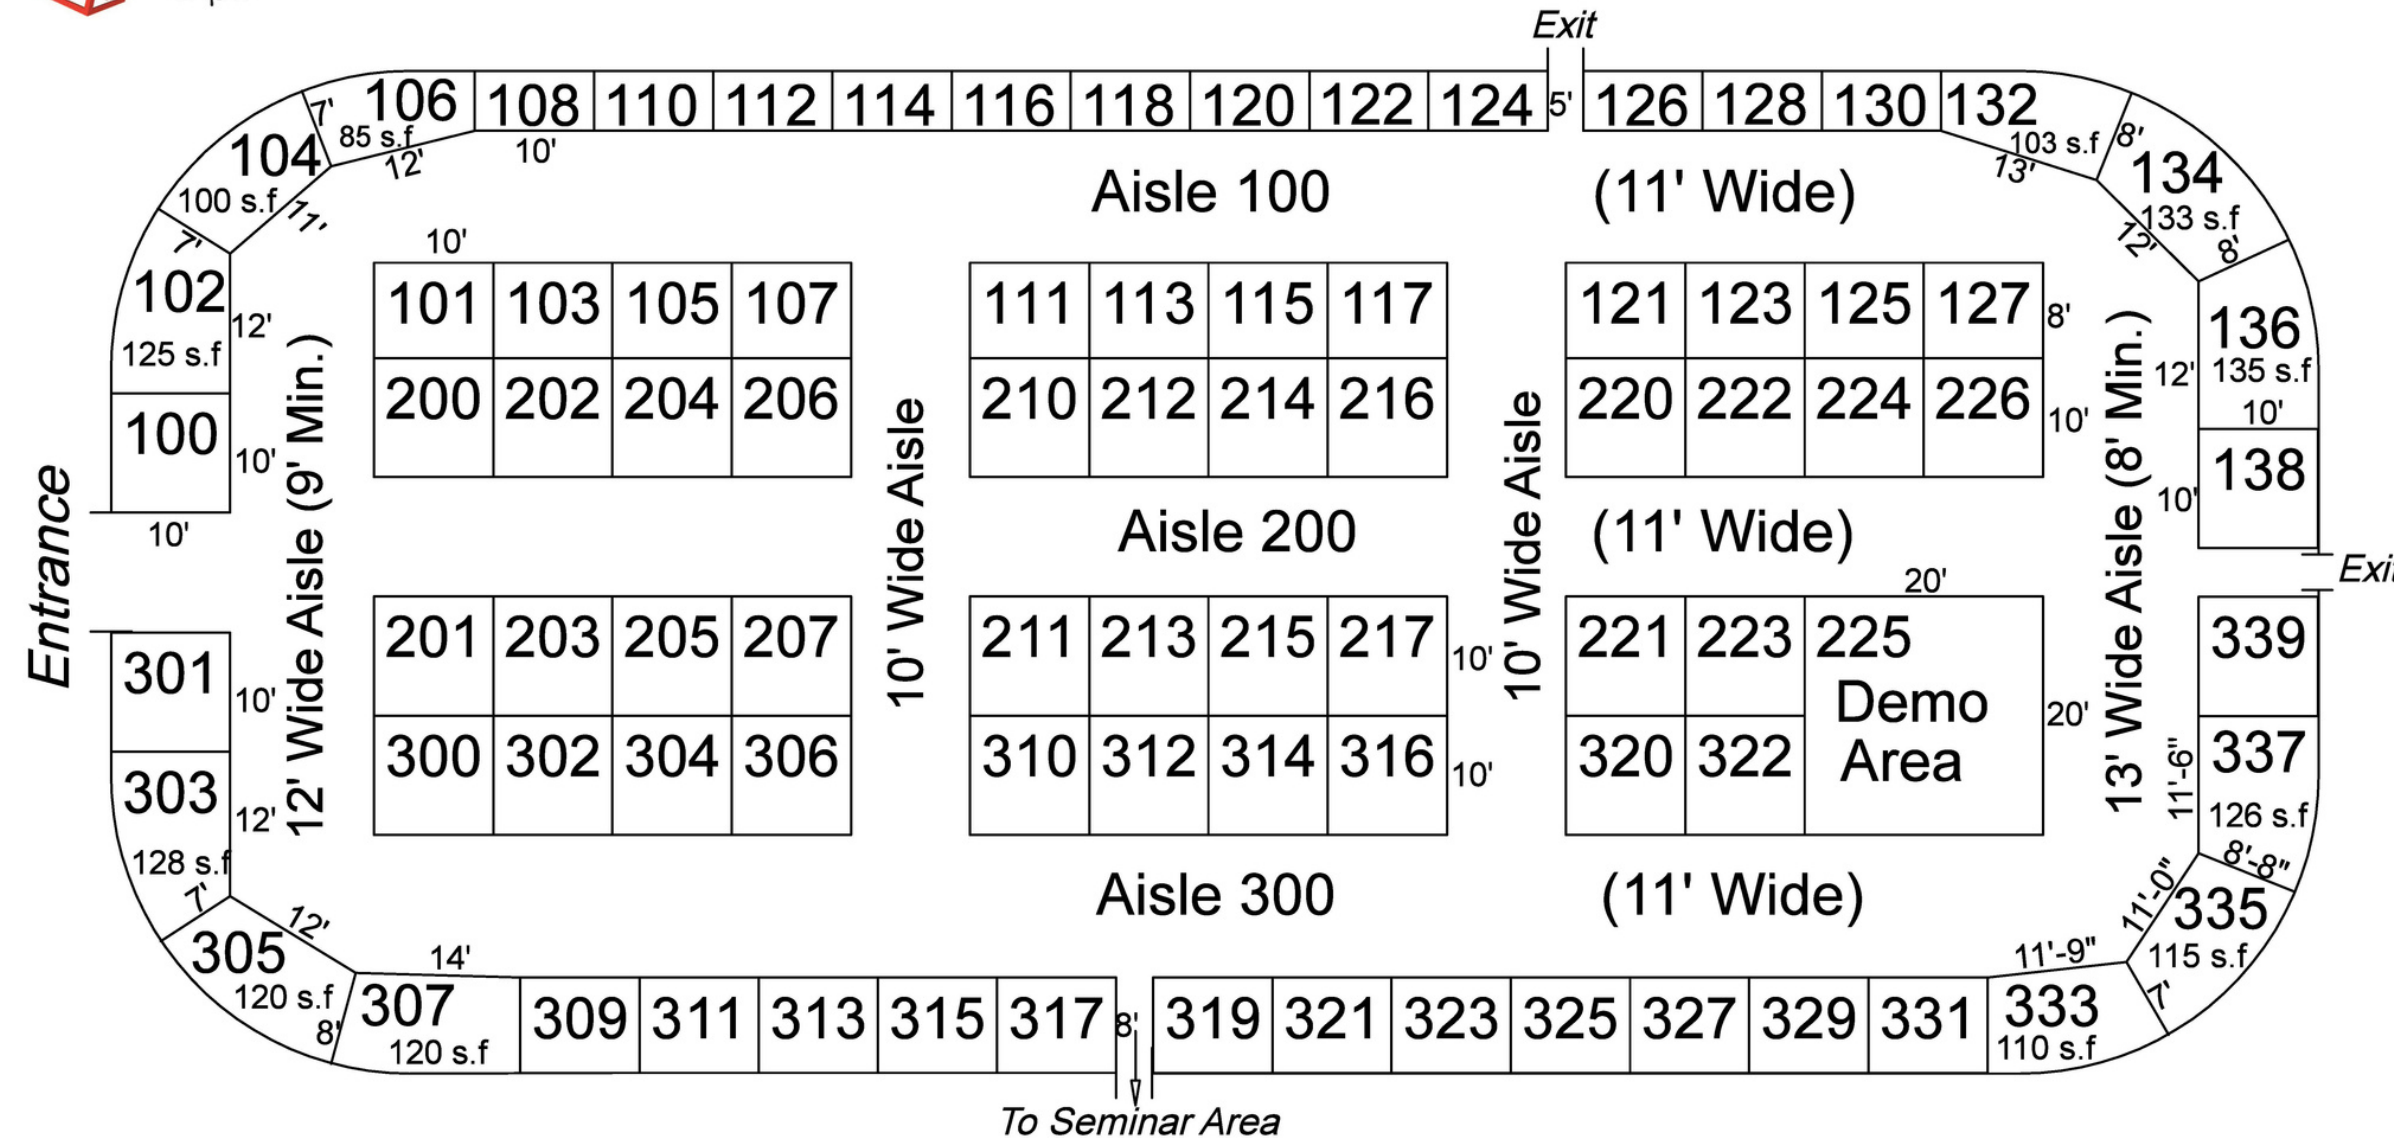 Exit
106 108 110 112 114 116 118 120 122 124 5' 126 128 130 132
7' 85 s.f 12' 10' 103 s.f 13' 8'
104 134
100 s.f 11' 7' 133 s.f 12' 8'
Aisle 100 (11' Wide)
10'
102 12' 101 103 105 107 111 113 115 117 121 123 125 127 8' 136
125 s.f 12' 135 s.f
100 10' 200 202 204 206 210 212 214 216 220 222 224 226 10' 10' 138
10' 10'
Entrance
12' Wide Aisle (9' Min.)
10' Wide Aisle
10' Wide Aisle
13' Wide Aisle (8' Min.)
Aisle 200 (11' Wide)
Exit
20'
301 10' 201 203 205 207 211 213 215 217 10' 221 223 225 339
Demo
Area
20'
303 12' 300 302 304 306 310 312 314 316 10' 320 322 337
11'-6"
128 s.f 126 s.f
7' 8'-8"
Aisle 300 (11' Wide)
305 12' 11'-0" 335
120 s.f 8' 115 s.f 7'
14' 11'-9"
307 309 311 313 315 317 8' 319 321 323 325 327 329 331 333
120 s.f 110 s.f
To Seminar Area